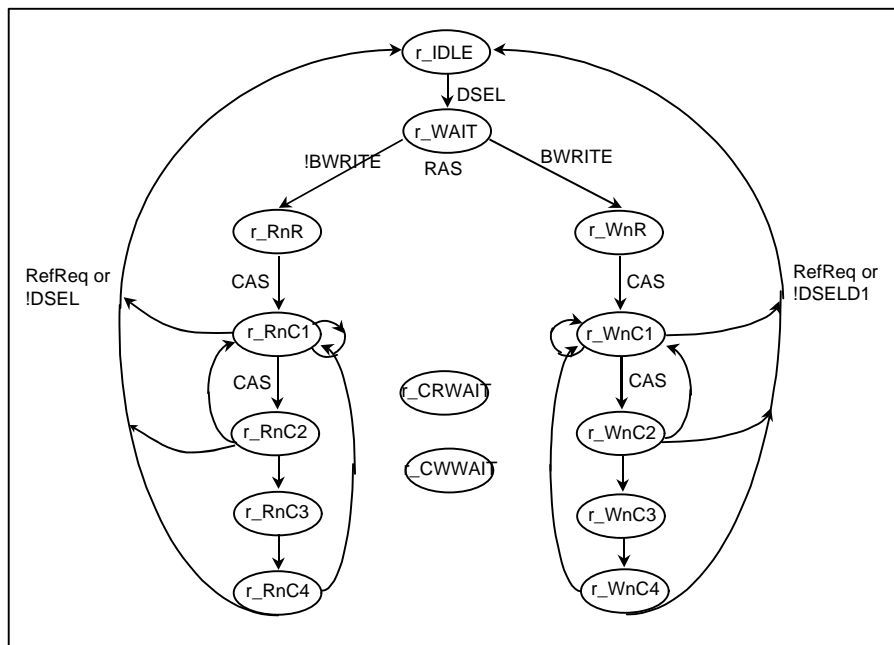 r_IDLE
DSEL
r_WAIT
!BWRITE
RAS
BWRITE
r_RnR
r_WnR
CAS
CAS
RefReq or
!DSEL
RefReq or
!DSELD1
r_RnC1
r_WnC1
CAS
CAS
r_CRWAIT
r_RnC2
r_WnC2
r_CWWAIT
r_RnC3
r_WnC3
r_RnC4
r_WnC4